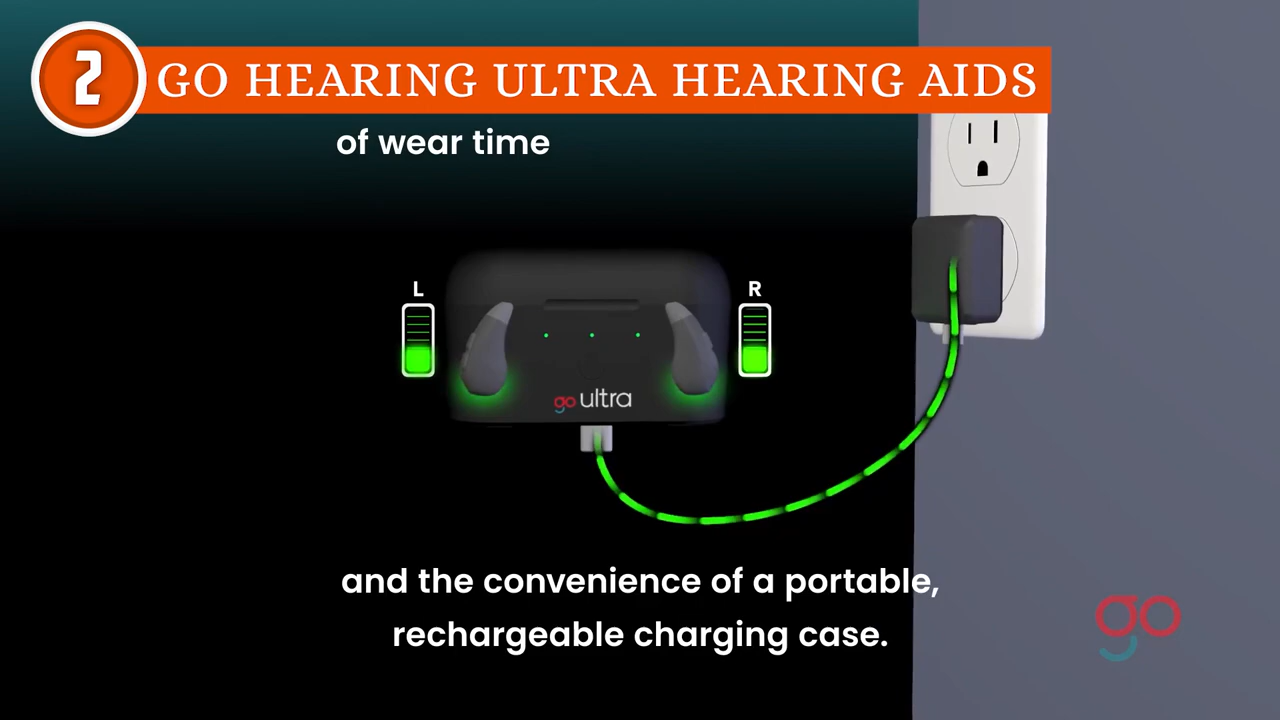 2
GO HEARING ULTRA HEARING AIDS
of wear time
L
R
go ultra
and the convenience of a portable,
rechargeable charging case.
go